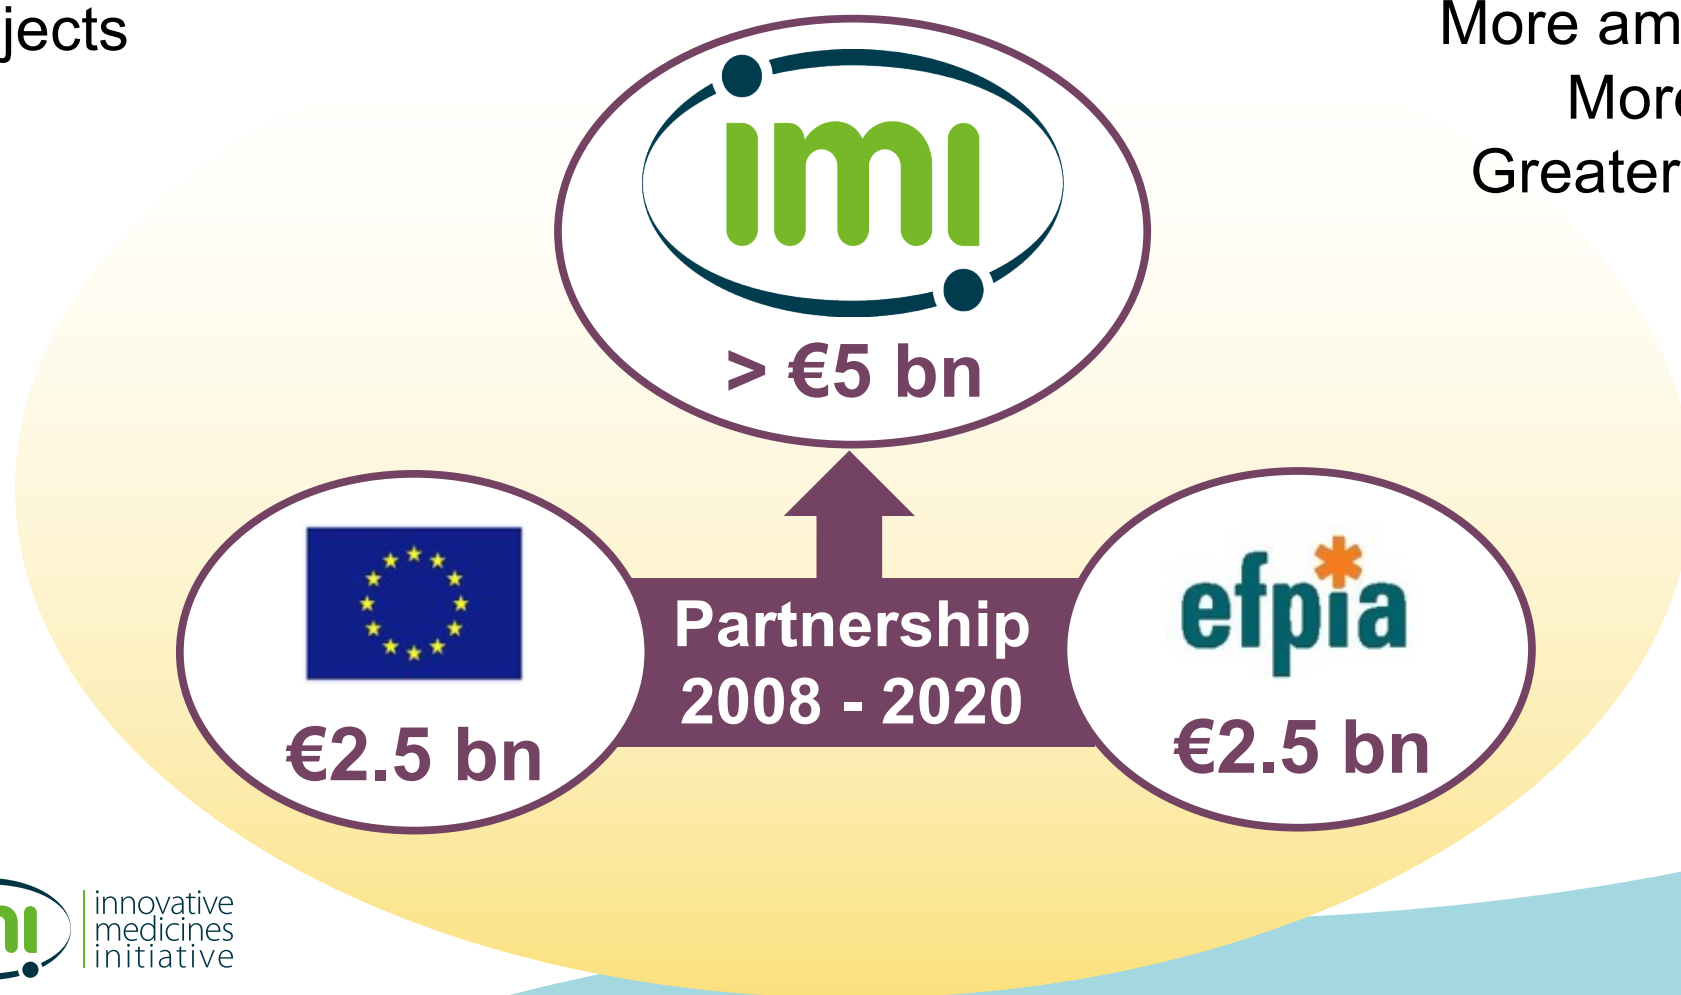 jects
More am
More
Greater
imi
> €5 bn
Partnership
2008 - 2020
€2.5 bn
efpia
€2.5 bn
innovative
medicines
initiative